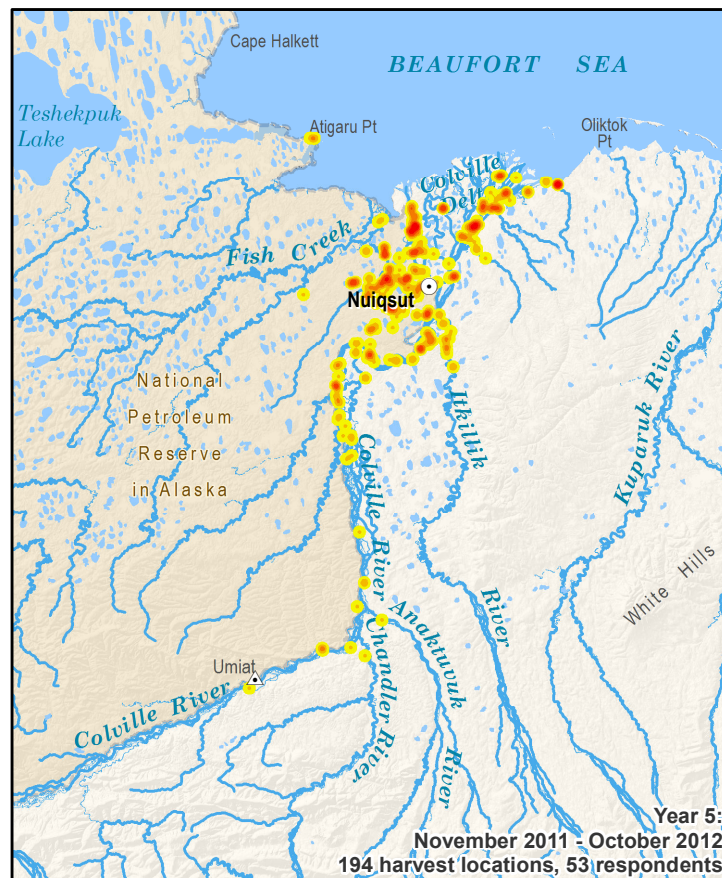 Cape Halkett
BEAUFORT SEA
Teshekpuk
Lake
Atigaru Pt
Oliktok
Pt
Colville
Delta
Fish Creek
Nuiqsut
National
Petroleum
Reserve
in Alaska
Itkillik
River
Kuparuk River
White Hills
Colville River
Anaktuvuk
River
Chandler River
Umiat
Colville River
Year 5:
November 2011 - October 2012
194 harvest locations, 53 respondents